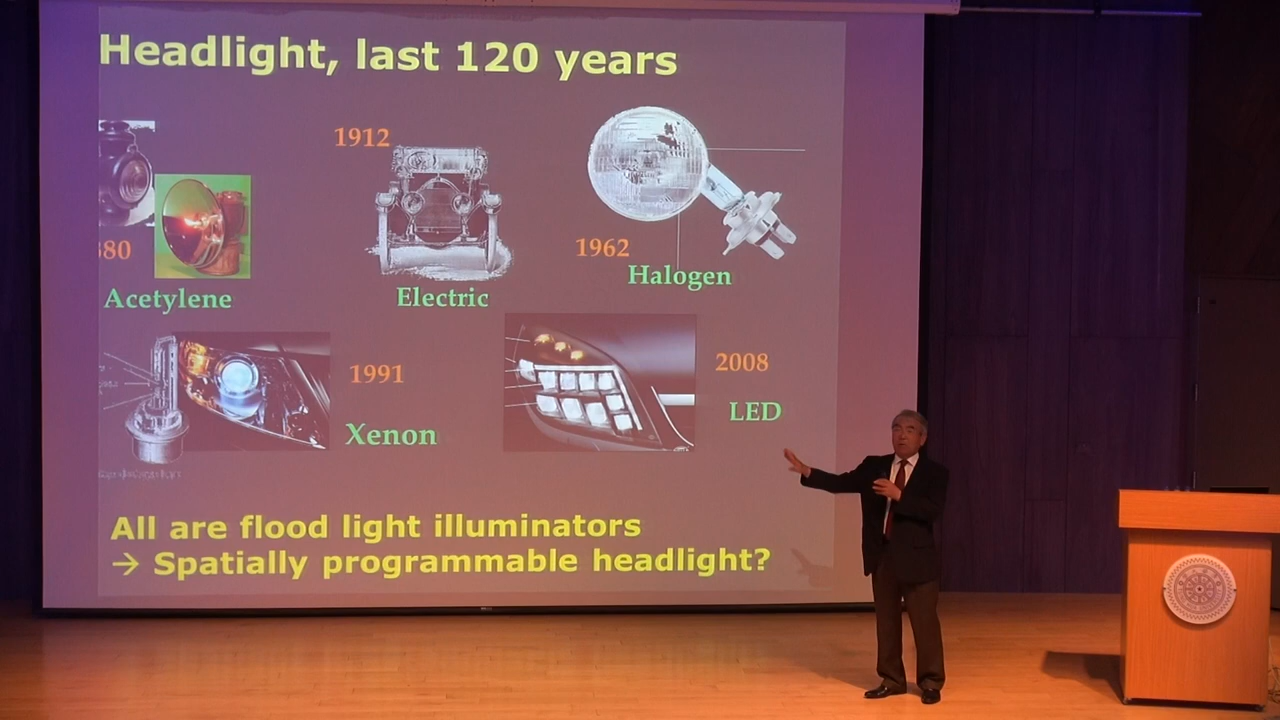 Headlight, last 120 years
1912
80
1962
Acetylene
Electric
Halogen
1991
2008
Xenon
LED
All are flood light illuminators
→ Spatially programmable headlight?